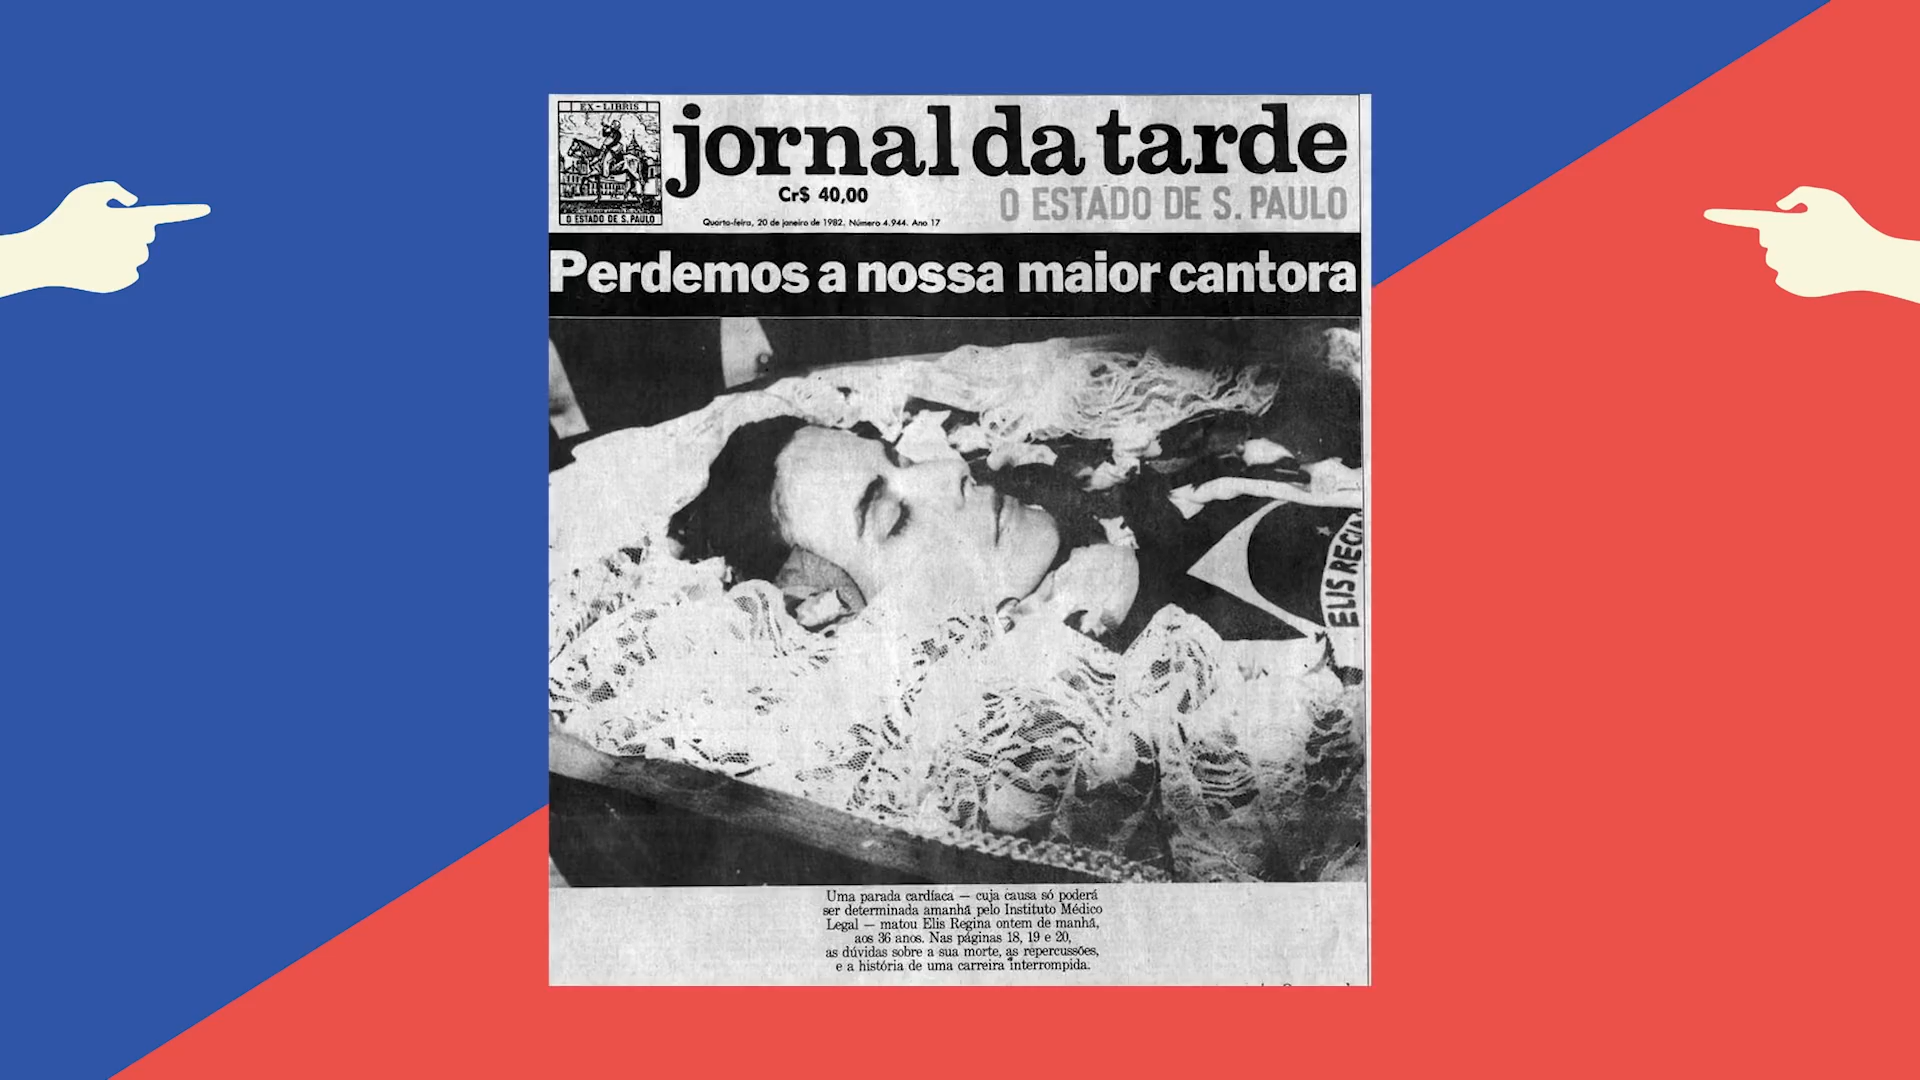 EX-LIBRIS
jornal da tarde
Cr$ 40,00
O ESTADO DE S. PAULO
O ESTADO DE S. PAULO
Quarta-feira, 20 de janeiro de 1982. Número 4.944. Ano 17
Perdemos a nossa maior cantora
ELIS REGIN
Uma parada cardíaca — cuja causa só poderá
ser determinada amanhã pelo Instituto Médico
Legal — matou Elis Regina ontem de manhã,
aos 36 anos. Nas páginas 18, 19 e 20,
as dúvidas sobre a sua morte, as repercussões,
e a história de uma carreira interrompida.